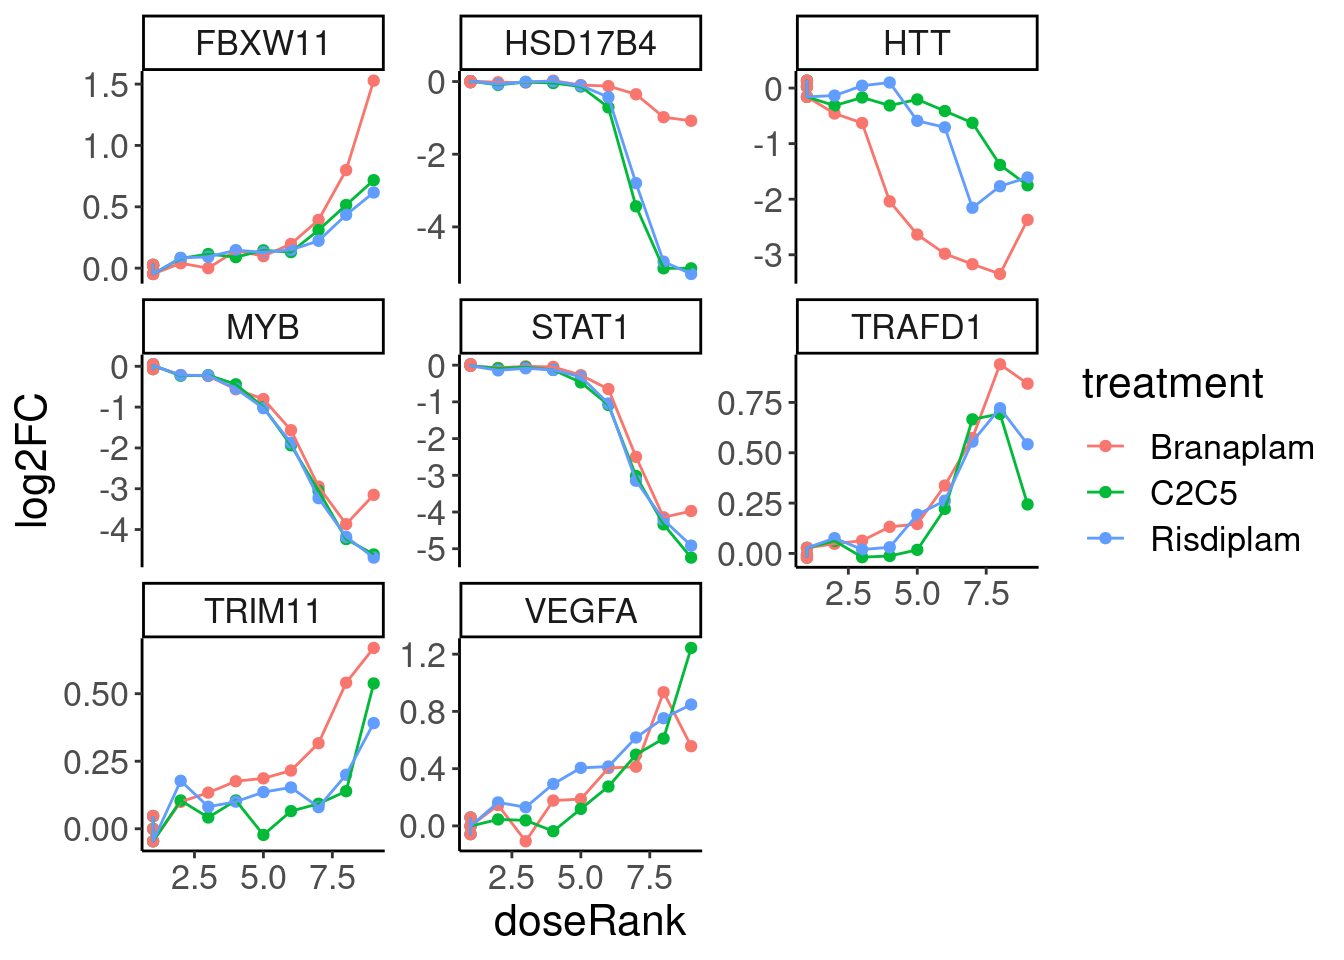 FBXW11 HSD17B4 HTT
1.5
1.0
0.5
0.0
0
-2
-4
0
-1
-2
-3
MYB STAT1 TRAFD1
0
-1
-2
-3
-4
0
-1
-2
-3
-4
-5
0.75
0.50
0.25
0.00
2.5 5.0 7.5
TRIM11 VEGFA
0.50
0.25
0.00
1.2
0.8
0.4
0.0
2.5 5.0 7.5
2.5 5.0 7.5
doseRank
log2FC
treatment
Branaplam
C2C5
Risdiplam